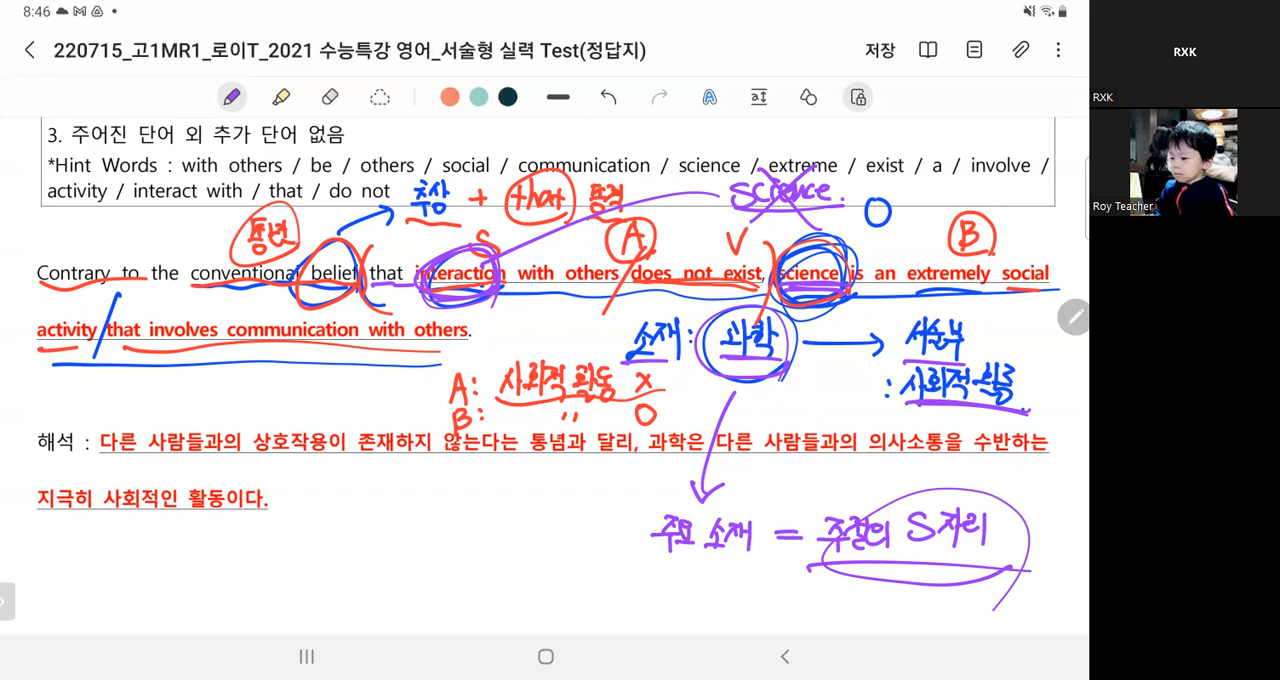 8:46
220715_고1MR1_로이T_2021 수능특강 영어_서술형 실력 Test(정답지)
저장
RXK
RXK
Roy Teacher
3. 주어진 단어 외 추가 단어 없음
*Hint Words : with others / be / others / social / communication / science / extreme / exist / a / involve /
activity / interact with / that / do not
추상 + that 동격 science
통념 S A V O B
Contrary to the conventional belief that interaction with others does not exist, science is an extremely social
activity that involves communication with others.
소재: 과학 → 서술부
: 사회적 활동
A: 사회적 활동 X
B: " O
해석 : 다른 사람들과의 상호작용이 존재하지 않는다는 통념과 달리, 과학은 다른 사람들과의 의사소통을 수반하는
지극히 사회적인 활동이다.
주요 소재 = 주절의 S 자리